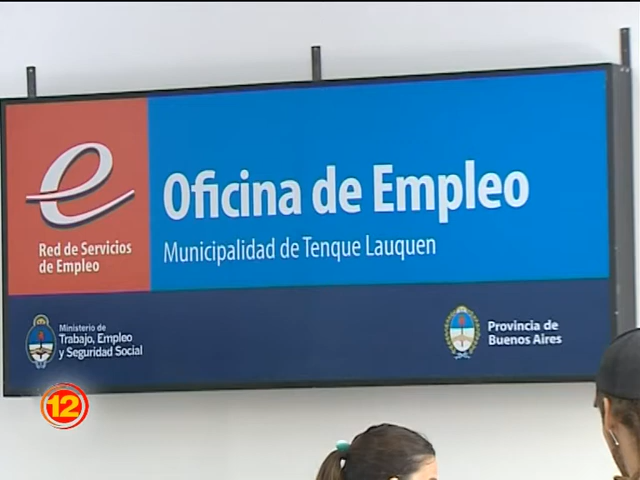 e
Red de Servicios
de Empleo
Oficina de Empleo
Municipalidad de Tenque Lauquen
Ministerio de
Trabajo, Empleo
y Seguridad Social
Provincia de
Buenos Aires
12